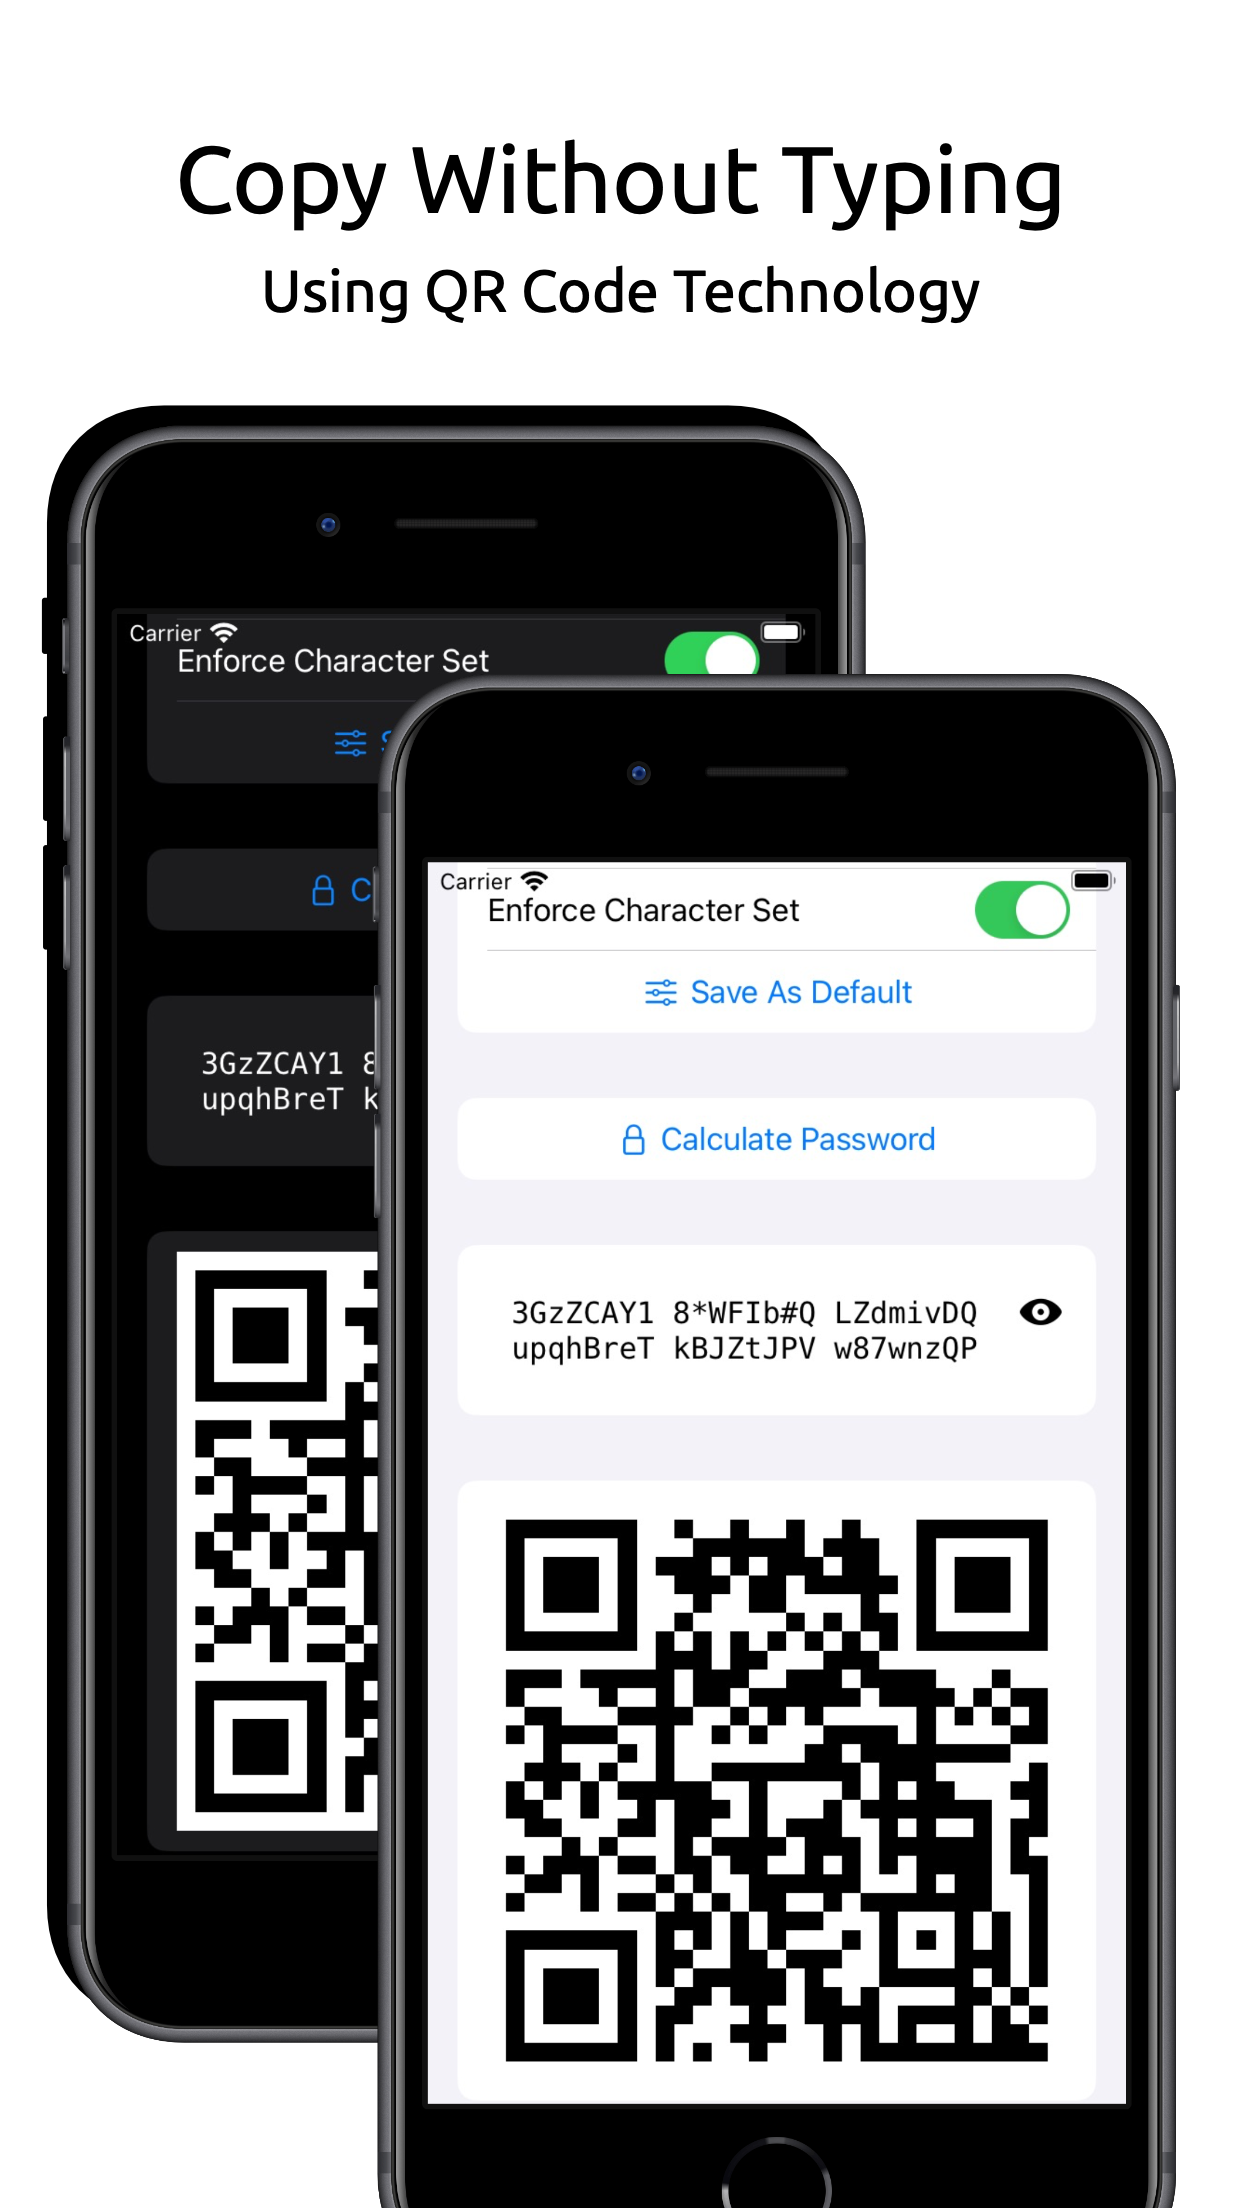 Copy Without Typing
Using QR Code Technology
Carrier
Enforce Character Set
3GzZCAY1
upqhBreT
Carrier
Enforce Character Set
Save As Default
Calculate Password
3GzZCAY1 8*WFIb#Q LZdmivDQ
upqhBreT kBJZtJPV w87wnzQP